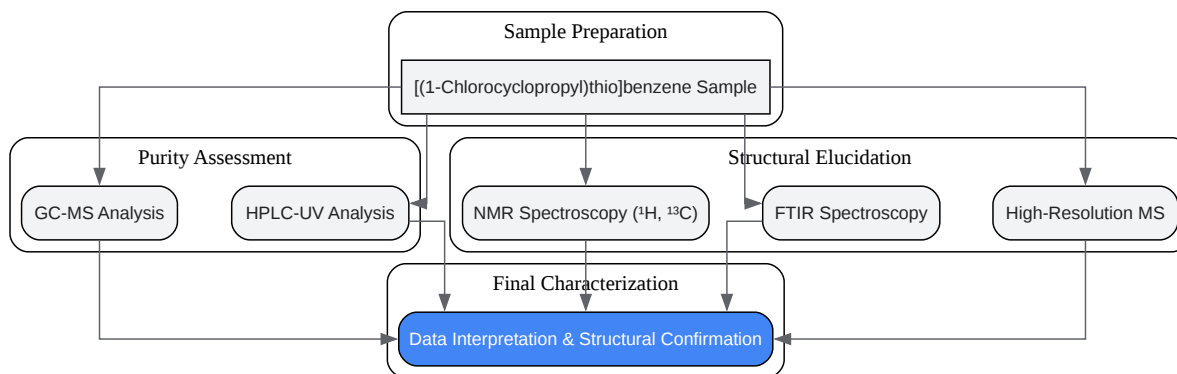 Sample Preparation
[(1-Chlorocyclopropyl)thio]benzene Sample
Purity Assessment
Structural Elucidation
GC-MS Analysis
HPLC-UV Analysis
NMR Spectroscopy (¹H, ¹³C)
FTIR Spectroscopy
High-Resolution MS
Final Characterization
Data Interpretation & Structural Confirmation